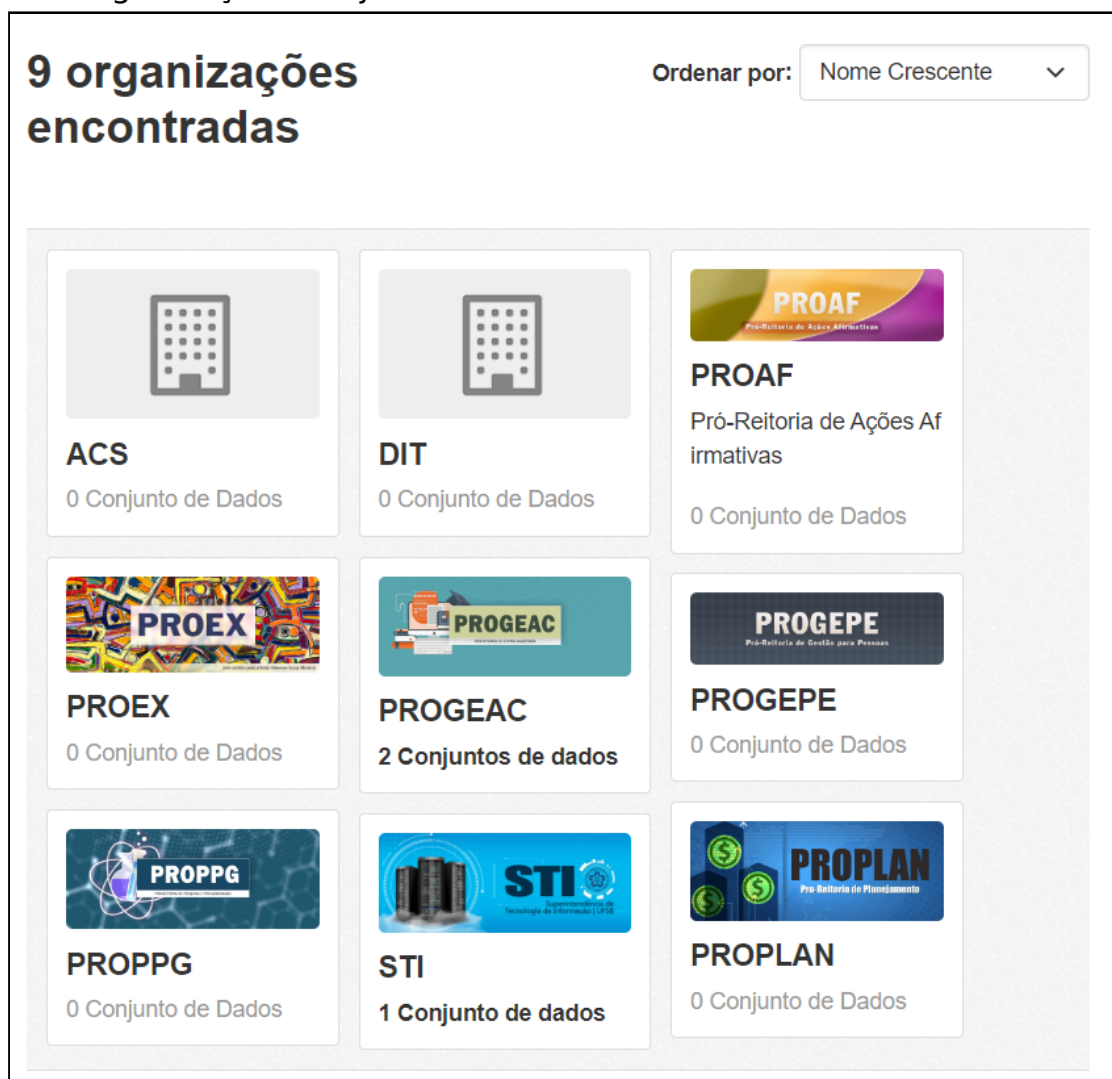 9 organizações
encontradas
Ordenar por:
Nome Crescente
ACS
0 Conjunto de Dados
DIT
0 Conjunto de Dados
PROAF
Pró-Reitoria de Ações Afirmativas
PROAF
Pró-Reitoria de Ações Af
irmativas
0 Conjunto de Dados
PROEX
PROEX
0 Conjunto de Dados
PROGEAC
PROGEAC
2 Conjuntos de dados
PROGEPE
Pró-Reitoria de Gestão para Pessoas
PROGEPE
0 Conjunto de Dados
PROPPG
PROPPG
0 Conjunto de Dados
STI
Superintendência de
Tecnologia da Informação | UFSB
STI
1 Conjunto de dados
PROPLAN
Pro-Reitoria de Planejamento
PROPLAN
0 Conjunto de Dados